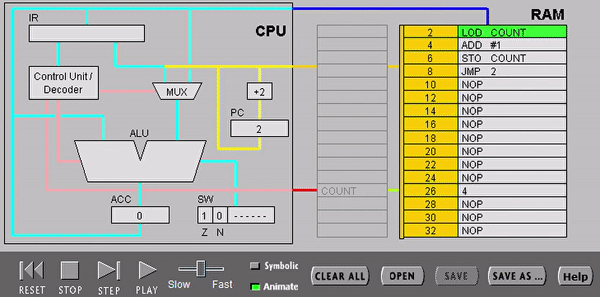 IR
CPU
RAM
Control Unit /
Decoder
MUX
+2
PC
2
ALU
ACC
0
SW
1 0 ------
Z N
COUNT
2 LOD COUNT
4 ADD #1
6 STO COUNT
8 JMP 2
10 NOP
12 NOP
14 NOP
16 NOP
18 NOP
20 NOP
22 NOP
24 NOP
26 4
28 NOP
30 NOP
32 NOP
RESET STOP STEP PLAY
Slow Fast
Symbolic
Animate
CLEAR ALL OPEN SAVE SAVE AS ... Help